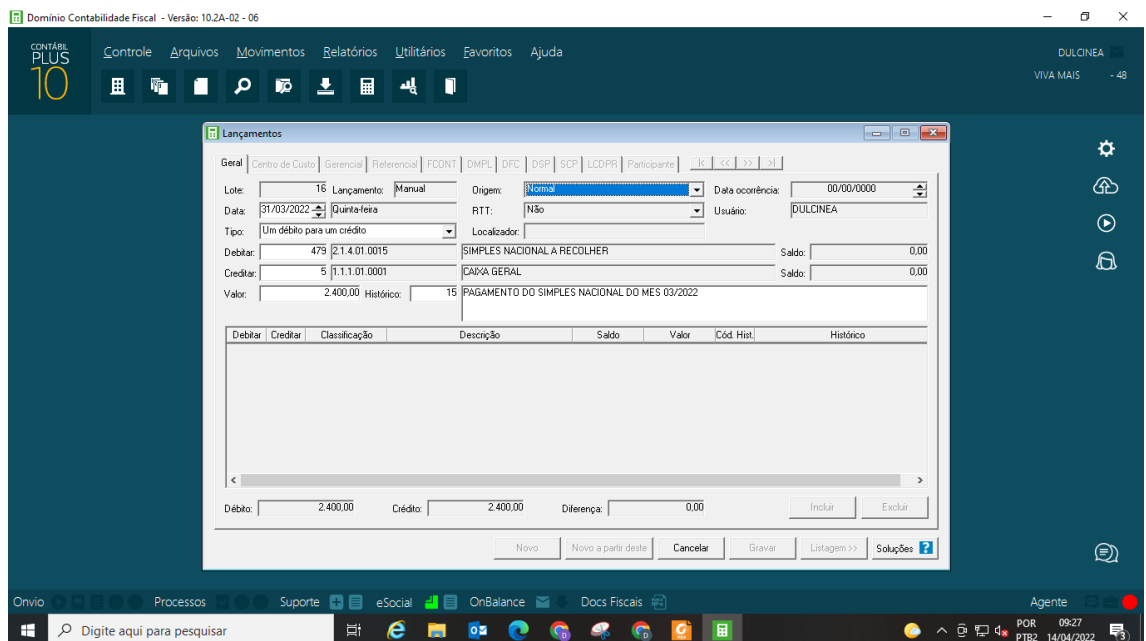 Domínio Contabilidade Fiscal - Versão: 10.2A-02 - 06
CONTÁBIL PLUS 10
Controle Arquivos Movimentos Relatórios Utilitários Favoritos Ajuda
DULCINEA
VIVA MAIS - 48
Lançamentos
Geral Centro de Custo Gerencial Referencial FCONT DMPL DFC DSP SCP LCDPR Participante
Lote: 16 Lançamento: Manual Origem: Normal Data ocorrência: 00/00/0000
Data: 31/03/2022 Quinta-feira RTT: Não Usuário: DULCINEA
Tipo: Um débito para um crédito Localizador:
Debitar: 479 2.1.4.01.0015 SIMPLES NACIONAL A RECOLHER Saldo: 0,00
Creditar: 5 1.1.1.01.0001 CAIXA GERAL Saldo: 0,00
Valor: 2.400,00 Histórico: 15 PAGAMENTO DO SIMPLES NACIONAL DO MES 03/2022
Debitar Creditar Classificação Descrição Saldo Valor Cód. Hist. Histórico
Débito: 2.400,00 Crédito: 2.400,00 Diferença: 0,00 Incluir Excluir
Novo Novo a partir deste Cancelar Gravar Listagem >> Soluções ?
Onvio Processos Suporte eSocial OnBalance Docs Fiscais Agente
Digite aqui para pesquisar
POR 09:27
PTB2 14/04/2022